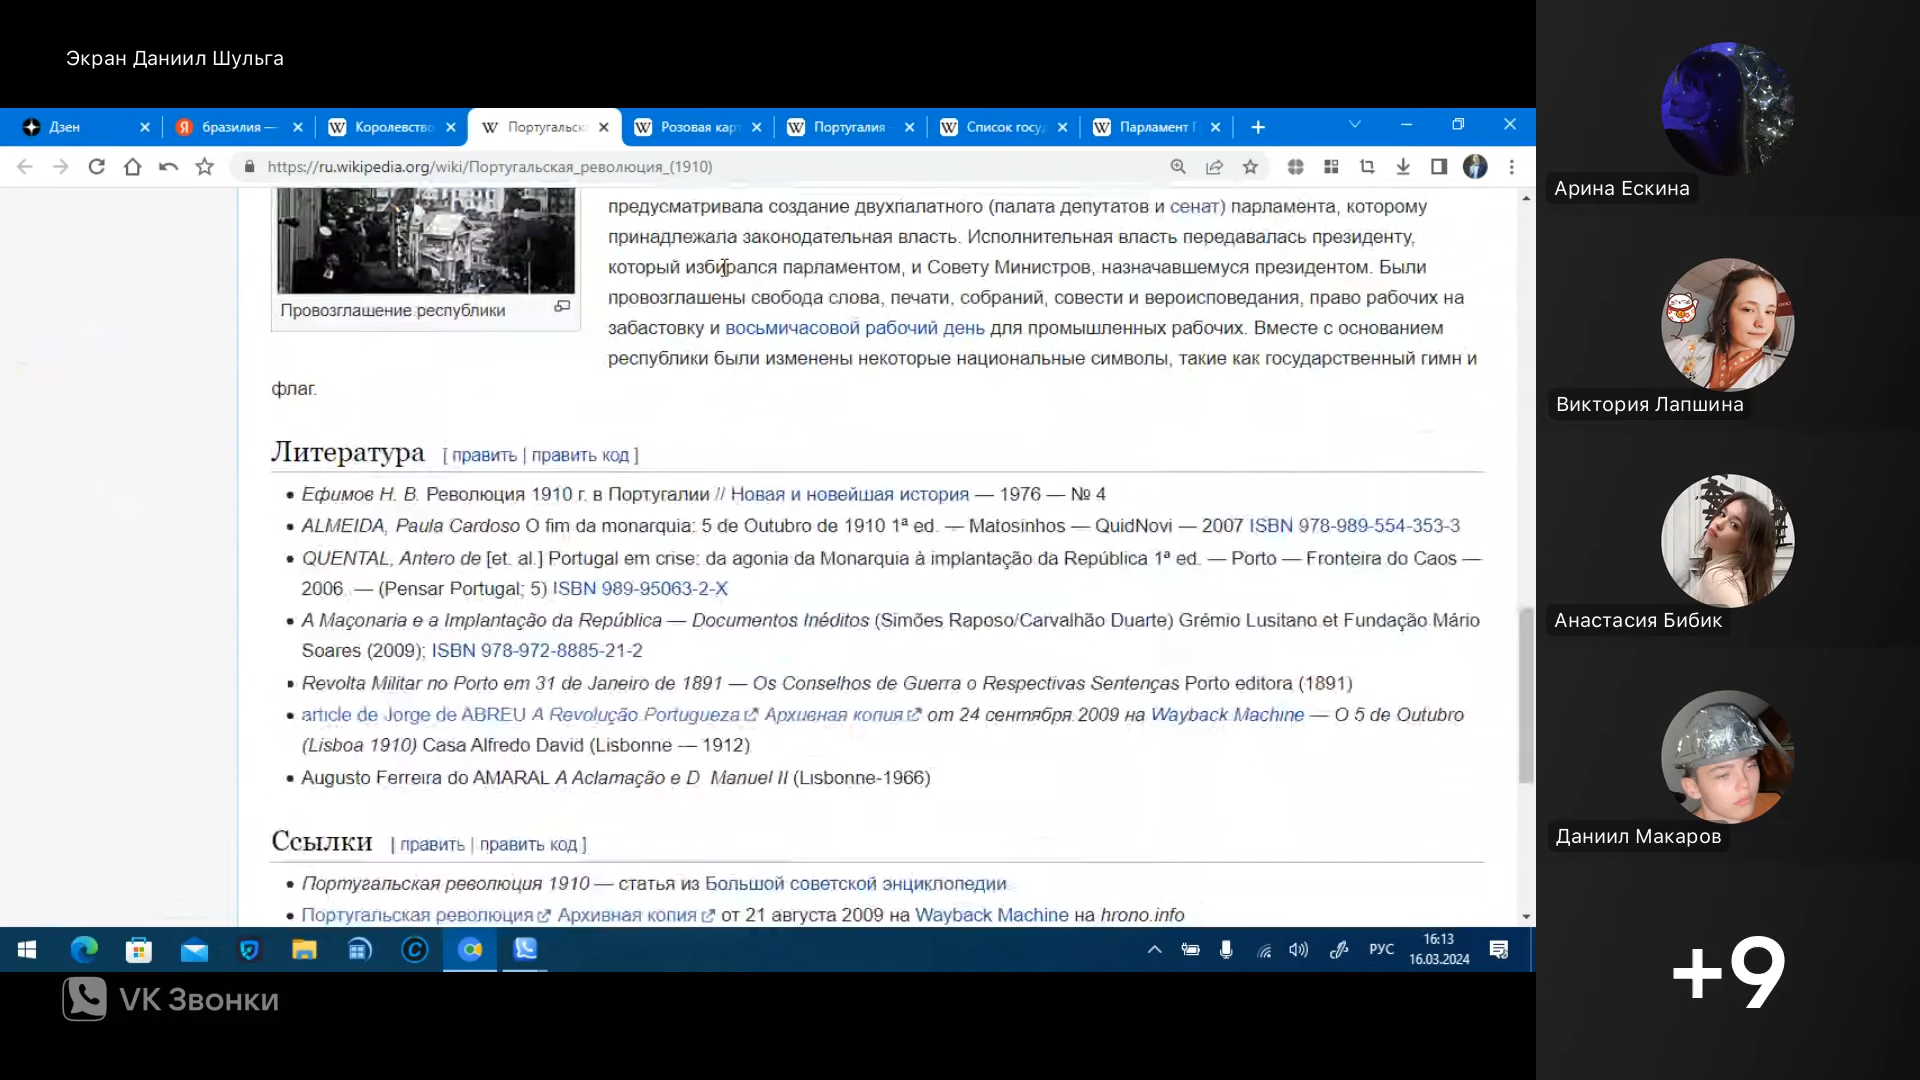 Экран Даниил Шульга
Дзен
бразилия —
Королевство
Португальск
Розовая кар
Португалия
Список госу
Парламент
https://ru.wikipedia.org/wiki/Португальская_революция_(1910)
предусматривала создание двухпалатного (палата депутатов и сенат) парламента, которому
принадлежала законодательная власть. Исполнительная власть передавалась президенту,
который избирался парламентом, и Совету Министров, назначавшемуся президентом. Были
провозглашены свобода слова, печати, собраний, совести и вероисповедания, право рабочих на
забастовку и восьмичасовой рабочий день для промышленных рабочих. Вместе с основанием
республики были изменены некоторые национальные символы, такие как государственный гимн и
флаг.
Провозглашение республики
Литература [ править | править код ]
Ефимов Н. В. Революция 1910 г. в Португалии // Новая и новейшая история — 1976 — № 4
ALMEIDA, Paula Cardoso O fim da monarquia: 5 de Outubro de 1910 1ª ed. — Matosinhos — QuidNovi — 2007 ISBN 978-989-554-353-3
QUENTAL, Antero de [et. al.] Portugal em crise: da agonia da Monarquia à implantação da República 1ª ed. — Porto — Fronteira do Caos —
2006. — (Pensar Portugal; 5) ISBN 989-95063-2-X
A Maçonaria e a Implantação da República — Documentos Inéditos (Simões Raposo/Carvalhão Duarte) Grémio Lusitano et Fundação Mário
Soares (2009); ISBN 978-972-8885-21-2
Revolta Militar no Porto em 31 de Janeiro de 1891 — Os Conselhos de Guerra o Respectivas Sentenças Porto editora (1891)
article de Jorge de ABREU A Revolução Portugueza Архивная копия от 24 сентября 2009 на Wayback Machine — O 5 de Outubro
(Lisboa 1910) Casa Alfredo David (Lisbonne — 1912)
Augusto Ferreira do AMARAL A Aclamação e D Manuel II (Lisbonne-1966)
Ссылки [ править | править код ]
Португальская революция 1910 — статья из Большой советской энциклопедии
Португальская революция Архивная копия от 21 августа 2009 на Wayback Machine на hrono.info
РУС
16:13
16.03.2024
VK Звонки
Арина Ескина
Виктория Лапшина
Анастасия Бибик
Даниил Макаров
+9